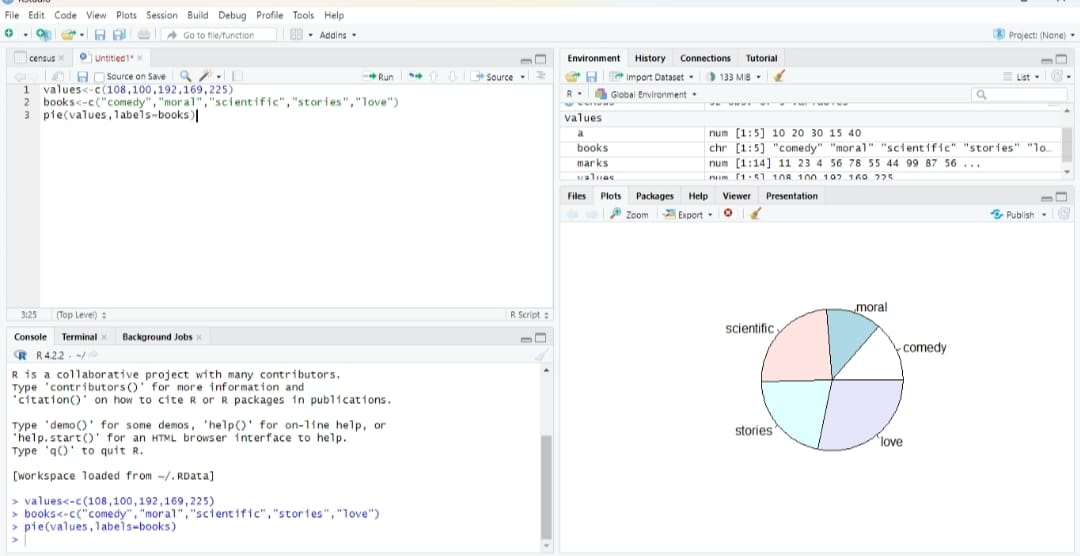 File Edit Code View Plots Session Build Debug Profile Tools Help
Go to file/function Addins
Project: (None)
census Untitled1*
Source on Save Run Source
1 values<-c(108,100,192,169,225)
2 books<-c("comedy","moral","scientific","stories","love")
3 pie(values,labels=books)
3:25 (Top Level) R Script
Console Terminal Background Jobs
R 4.2.2 · ~/
R is a collaborative project with many contributors.
Type 'contributors()' for more information and
'citation()' on how to cite R or R packages in publications.
Type 'demo()' for some demos, 'help()' for on-line help, or
'help.start()' for an HTML browser interface to help.
Type 'q()' to quit R.
[Workspace loaded from ~/.RData]
> values<-c(108,100,192,169,225)
> books<-c("comedy","moral","scientific","stories","love")
> pie(values,labels=books)
>
Environment History Connections Tutorial
Import Dataset 133 MiB List
R Global Environment
values
a num [1:5] 10 20 30 15 40
books chr [1:5] "comedy" "moral" "scientific" "stories" "lo…
marks num [1:14] 11 23 4 56 78 55 44 99 87 56 ...
values num [1:5] 108 100 192 169 225
Files Plots Packages Help Viewer Presentation
Zoom Export Publish
moral
scientific
comedy
stories
love